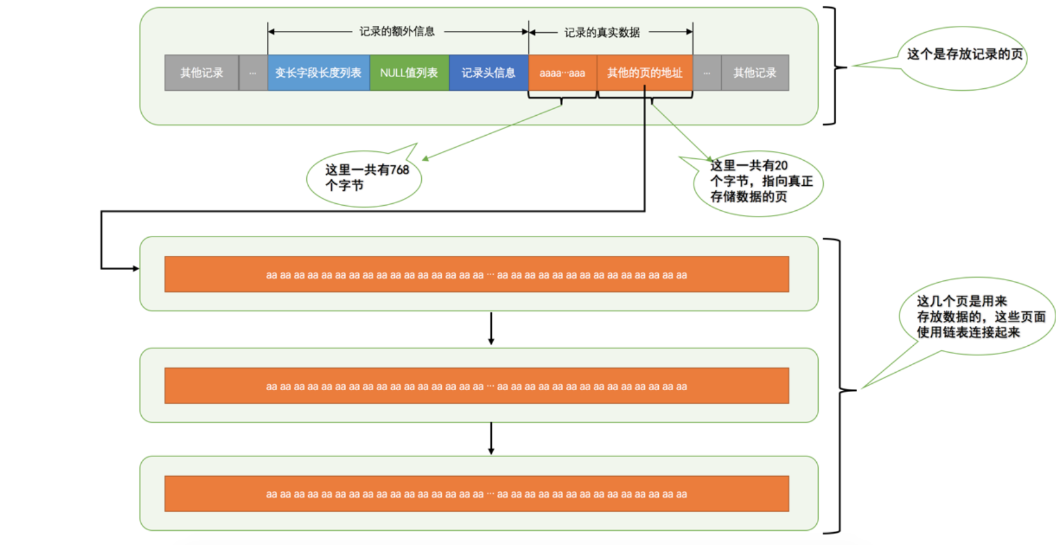 记录的额外信息
记录的真实数据
其他记录
...
变长字段长度列表
NULL值列表
记录头信息
aaaa···aaa
其他的页的地址
...
其他记录
这个是存放记录的页
这里一共有768
个字节
这里一共有20
个字节，指向真正
存储数据的页
aa aa aa aa aa aa aa aa aa aa aa aa aa aa aa aa ··· aa aa aa aa aa aa aa aa aa aa aa aa aa aa
这几个页是用来
存放数据的，这些页面
使用链表连接起来
aa aa aa aa aa aa aa aa aa aa aa aa aa aa aa aa ··· aa aa aa aa aa aa aa aa aa aa aa aa aa aa
aa aa aa aa aa aa aa aa aa aa aa aa aa aa aa aa ··· aa aa aa aa aa aa aa aa aa aa aa aa aa aa